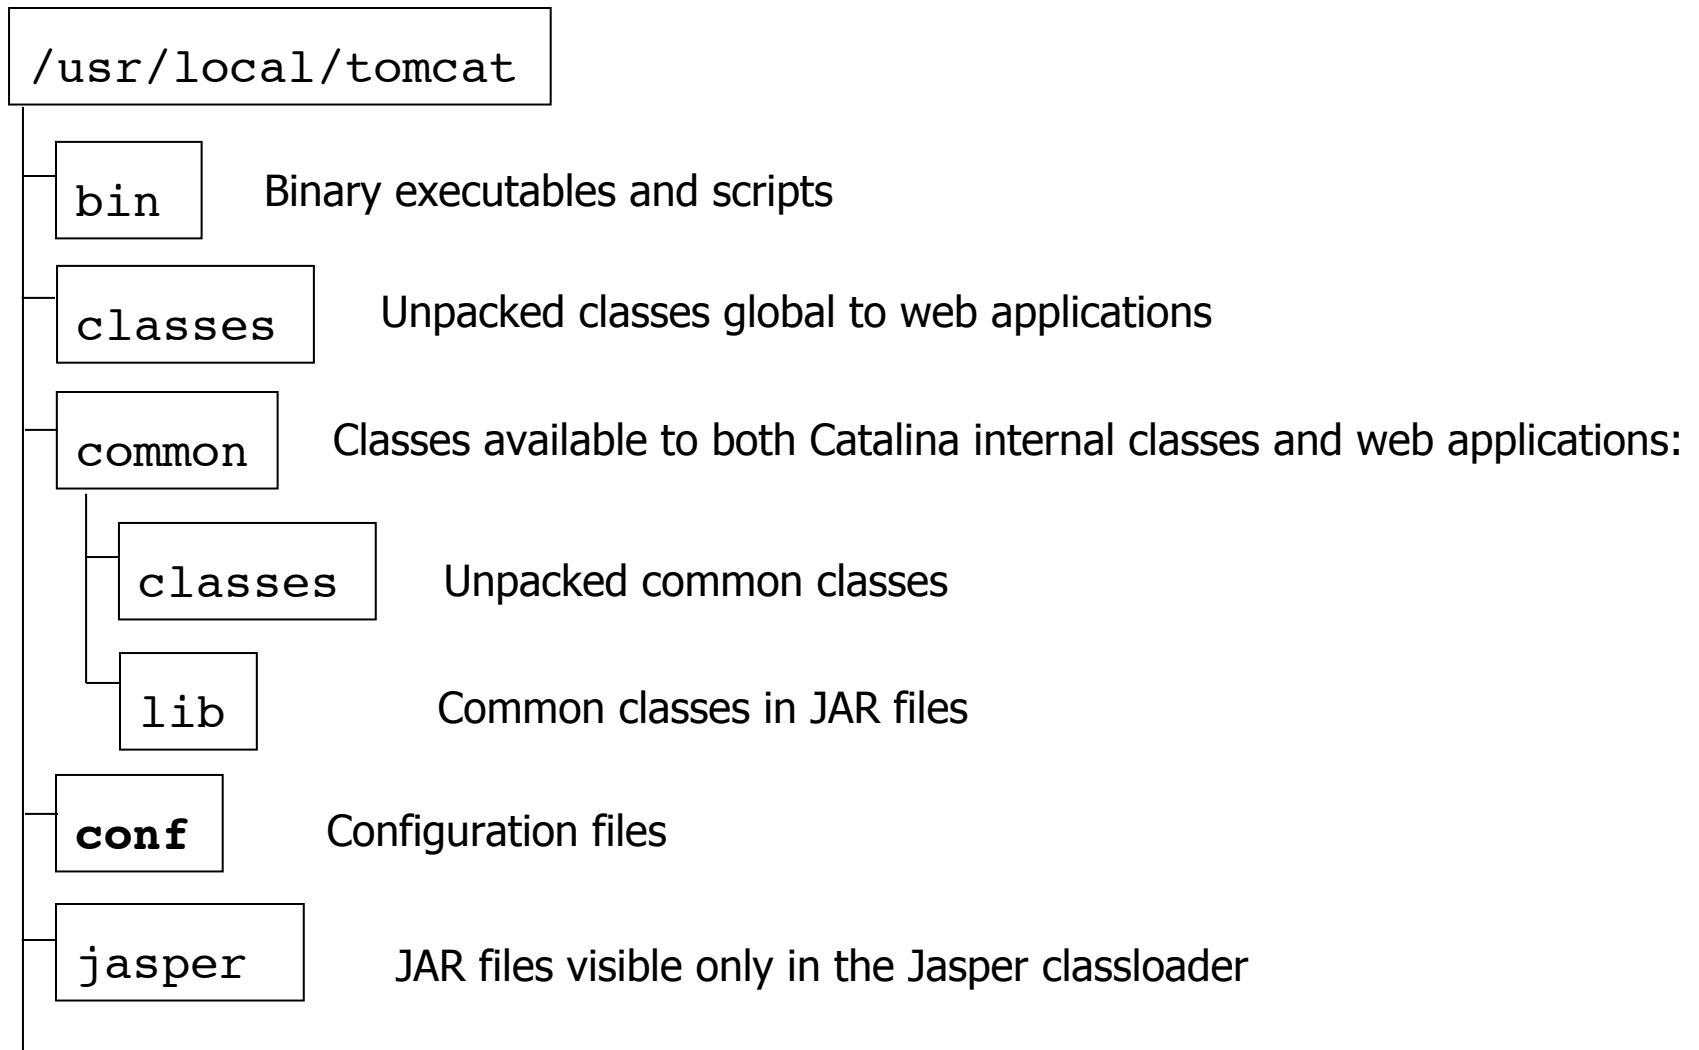 /usr/local/tomcat
bin Binary executables and scripts
classes Unpacked classes global to web applications
common Classes available to both Catalina internal classes and web applications:
classes Unpacked common classes
lib Common classes in JAR files
conf Configuration files
jasper JAR files visible only in the Jasper classloader